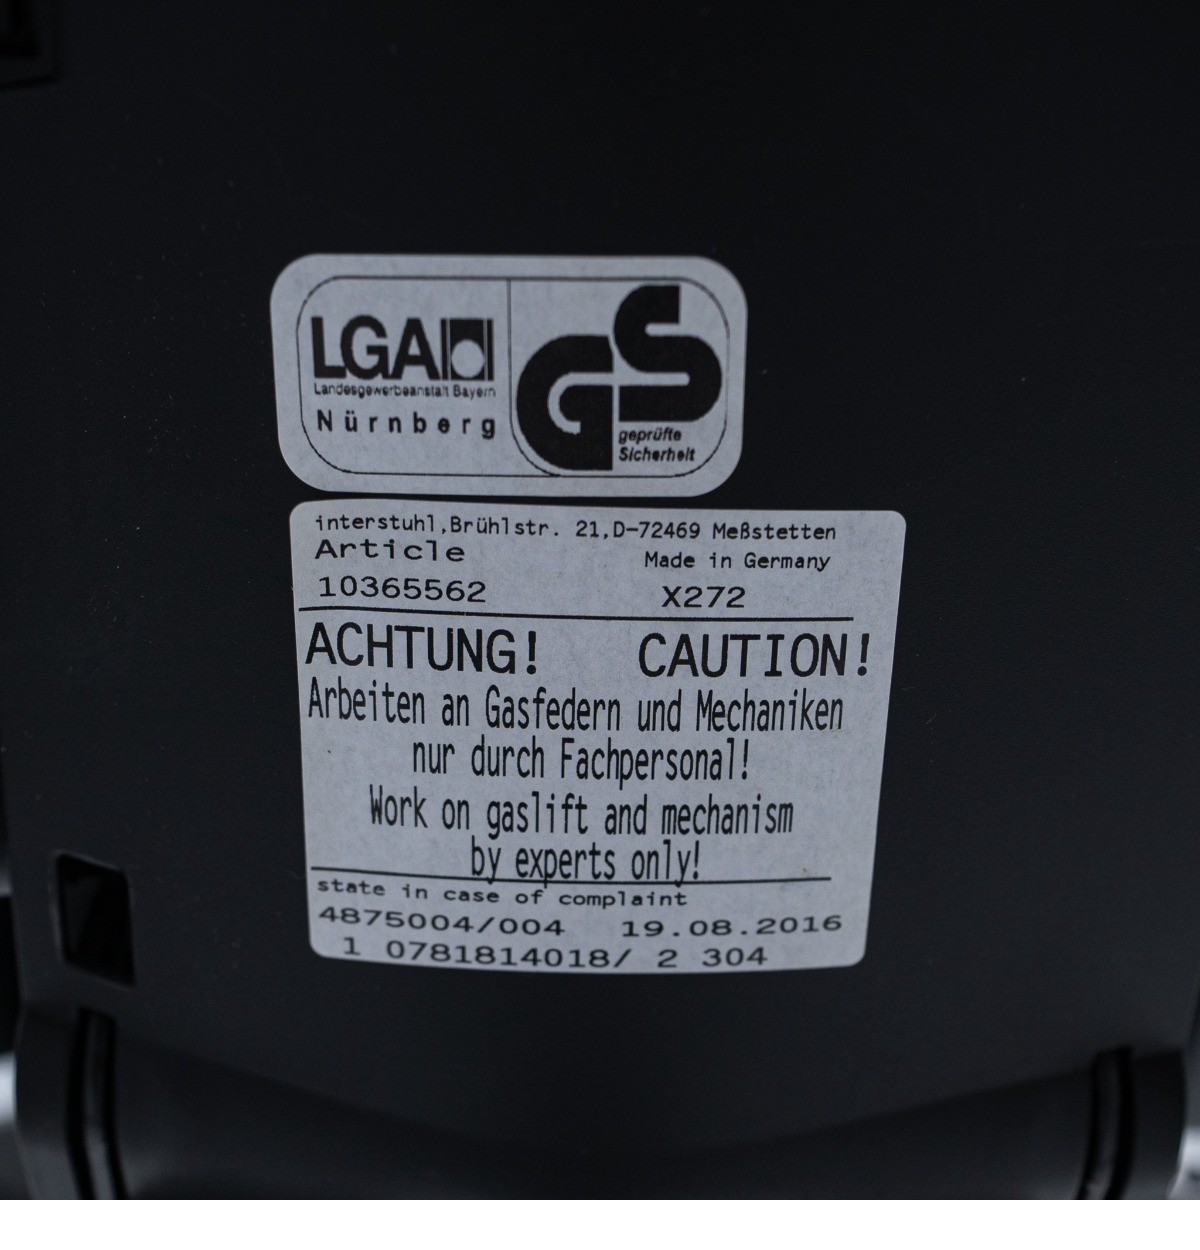 LGA
Landesgewerbeanstalt Bayern
Nürnberg
GS
geprüfte
Sicherheit
interstuhl,Brühlstr. 21,D-72469 Meßstetten
Article Made in Germany
10365562 X272
ACHTUNG! CAUTION!
Arbeiten an Gasfedern und Mechaniken
nur durch Fachpersonal!
Work on gaslift and mechanism
by experts only!
state in case of complaint
4875004/004 19.08.2016
1 0781814018/ 2 304